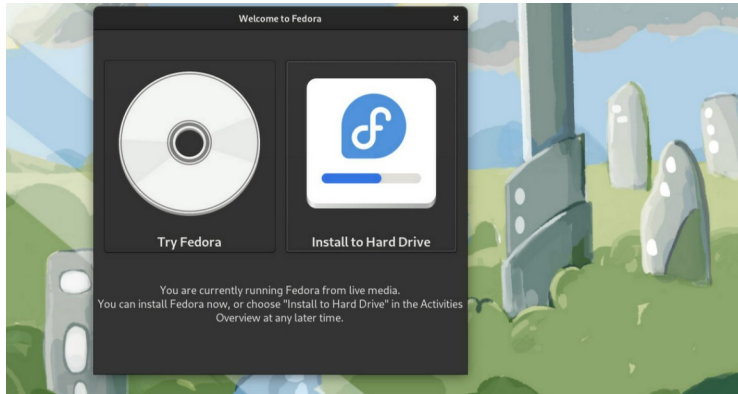 Welcome to Fedora
Try Fedora
Install to Hard Drive
You are currently running Fedora from live media.
You can install Fedora now, or choose "Install to Hard Drive" in the Activities
Overview at any later time.